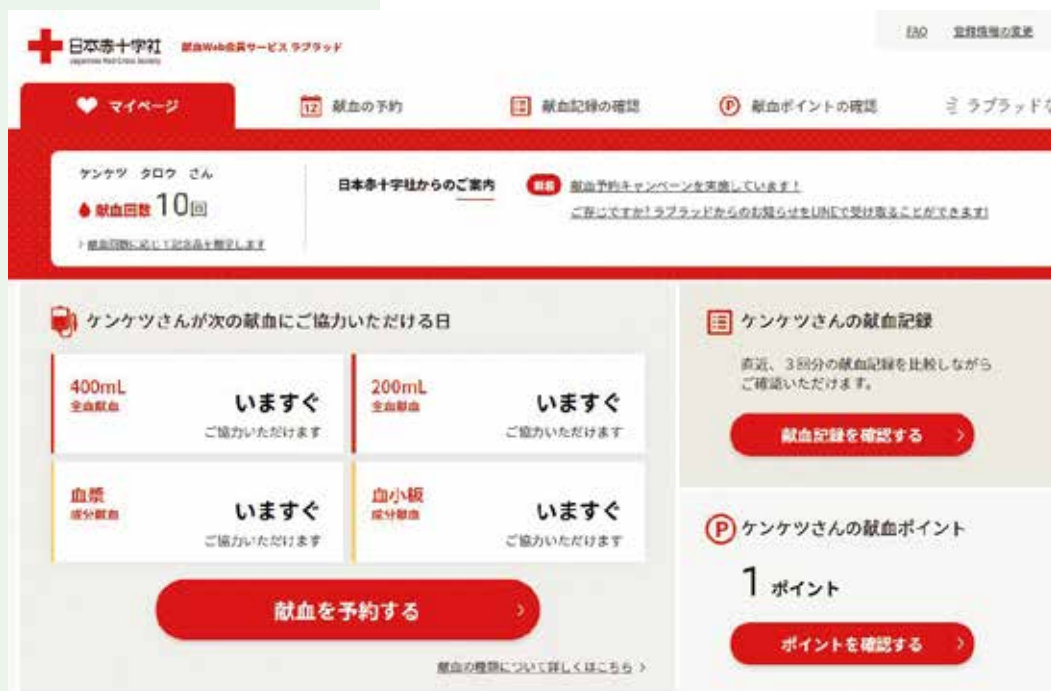 日本赤十字社
Japanese Red Cross Society
献血Web会員サービス ラブラッド
FAQ 登録情報の変更
マイページ
12 献血の予約
献血記録の確認
P 献血ポイントの確認
ラブラッドな
ケンケツ タロウ さん
献血回数 10回
献血回数に応じて記念品を贈呈します
日本赤十字社からのご案内
新着 献血予約キャンペーンを実施しています！
ご存じですか？ラブラッドからのお知らせをLINEで受け取ることができます!
ケンケツさんが次の献血にご協力いただける日
400mL
全血献血
いますぐ
ご協力いただけます
200mL
全血献血
いますぐ
ご協力いただけます
血漿
成分献血
いますぐ
ご協力いただけます
血小板
成分献血
いますぐ
ご協力いただけます
献血を予約する
献血の種類について詳しくはこちら
ケンケツさんの献血記録
直近、３回分の献血記録を比較しながら
ご確認いただけます。
献血記録を確認する
P ケンケツさんの献血ポイント
1 ポイント
ポイントを確認する